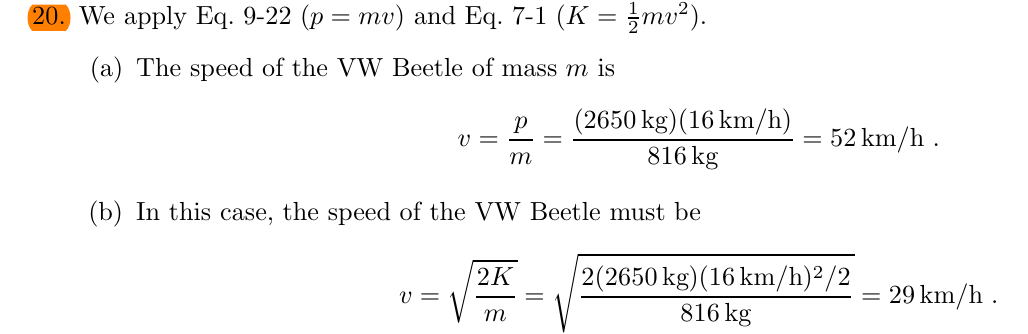 20. We apply Eq. 9-22 (p = mv) and Eq. 7-1 (K = ½mv²).
(a) The speed of the VW Beetle of mass m is
v = p/m = (2650 kg)(16 km/h)/816 kg = 52 km/h .
(b) In this case, the speed of the VW Beetle must be
v = √(2K/m) = √(2(2650 kg)(16 km/h)²/2/816 kg) = 29 km/h .